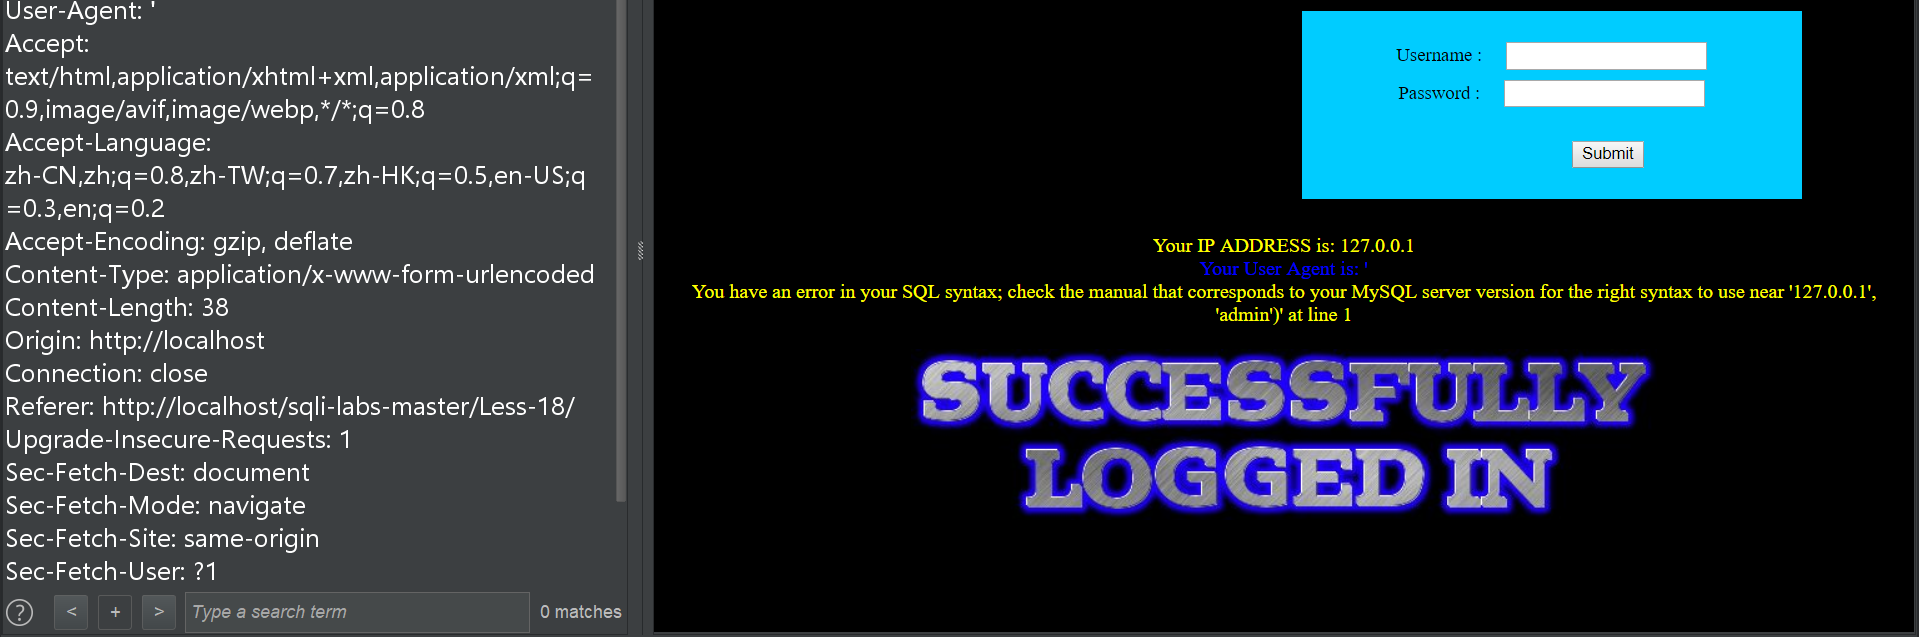 User-Agent: '
Accept:
text/html,application/xhtml+xml,application/xml;q=
0.9,image/avif,image/webp,*/*;q=0.8
Accept-Language:
zh-CN,zh;q=0.8,zh-TW;q=0.7,zh-HK;q=0.5,en-US;q
=0.3,en;q=0.2
Accept-Encoding: gzip, deflate
Content-Type: application/x-www-form-urlencoded
Content-Length: 38
Origin: http://localhost
Connection: close
Referer: http://localhost/sqli-labs-master/Less-18/
Upgrade-Insecure-Requests: 1
Sec-Fetch-Dest: document
Sec-Fetch-Mode: navigate
Sec-Fetch-Site: same-origin
Sec-Fetch-User: ?1
? < + > Type a search term 0 matches
Username :
Password :
Submit
Your IP ADDRESS is: 127.0.0.1
Your User Agent is: '
You have an error in your SQL syntax; check the manual that corresponds to your MySQL server version for the right syntax to use near '127.0.0.1',
'admin')' at line 1
SUCCESSFULLY
LOGGED IN